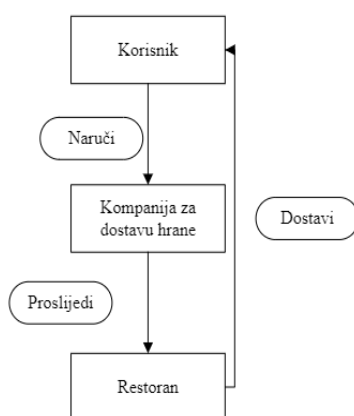 Korisnik
Naruči
Kompanija za
dostavu hrane
Dostavi
Proslijedi
Restoran